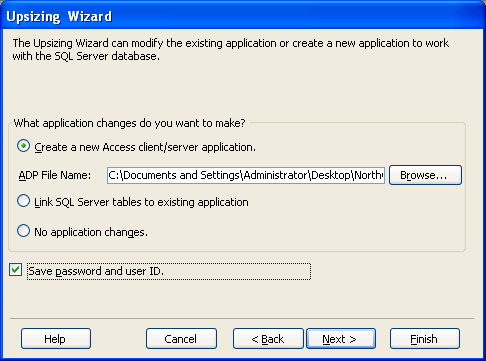 Upsizing Wizard
The Upsizing Wizard can modify the existing application or create a new application to work
with the SQL Server database.
What application changes do you want to make?
Create a new Access client/server application.
ADP File Name: C:\Documents and Settings\Administrator\Desktop\North Browse...
Link SQL Server tables to existing application
No application changes.
Save password and user ID.
Help Cancel < Back Next > Finish